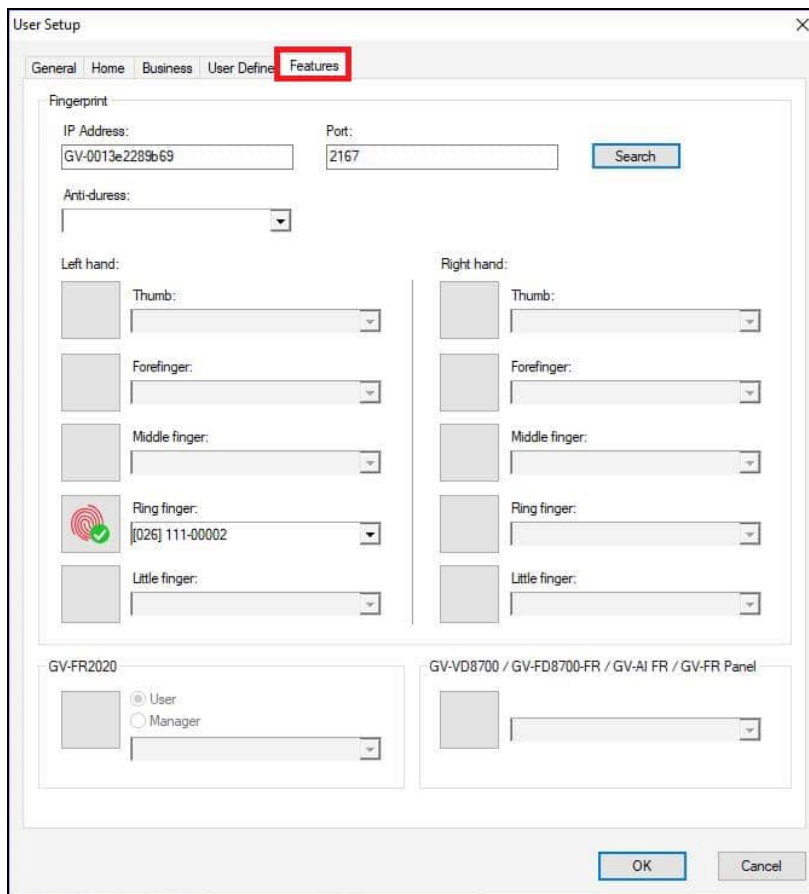 User Setup
General Home Business User Define Features
Fingerprint
IP Address: Port:
GV-0013e2289b69 2167 Search
Anti-duress:
Left hand: Right hand:
Thumb: Thumb:
Forefinger: Forefinger:
Middle finger: Middle finger:
Ring finger: Ring finger:
[026] 111-00002
Little finger: Little finger:
GV-FR2020 GV-VD8700 / GV-FD8700-FR / GV-AI FR / GV-FR Panel
User
Manager
OK Cancel